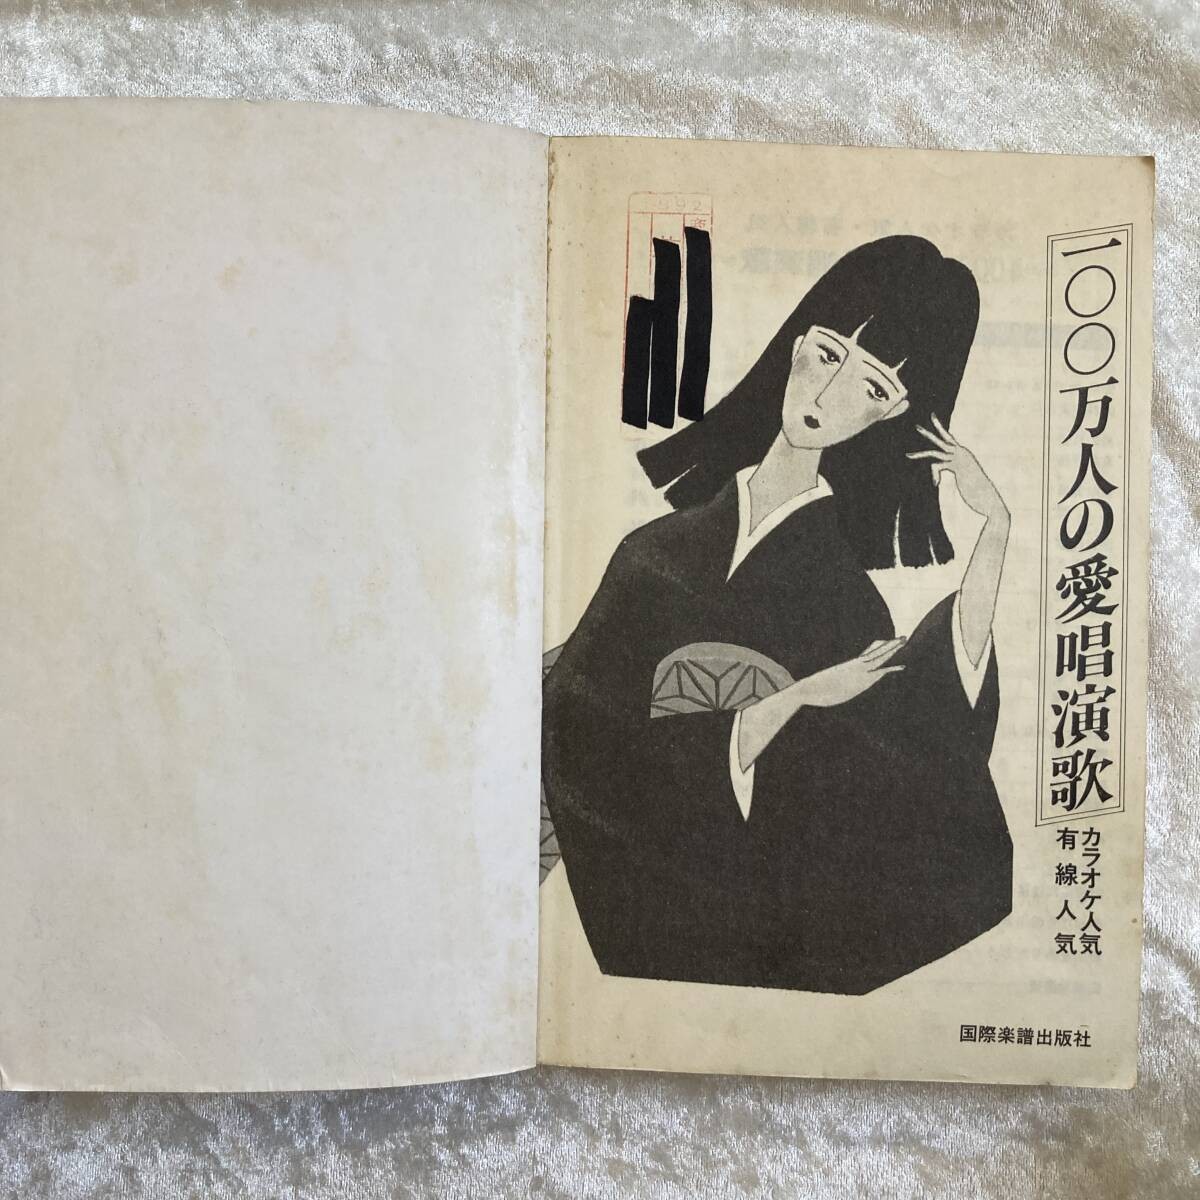 一〇〇万人の愛唱演歌
カラオケ人気
有線人気
国際楽譜出版社